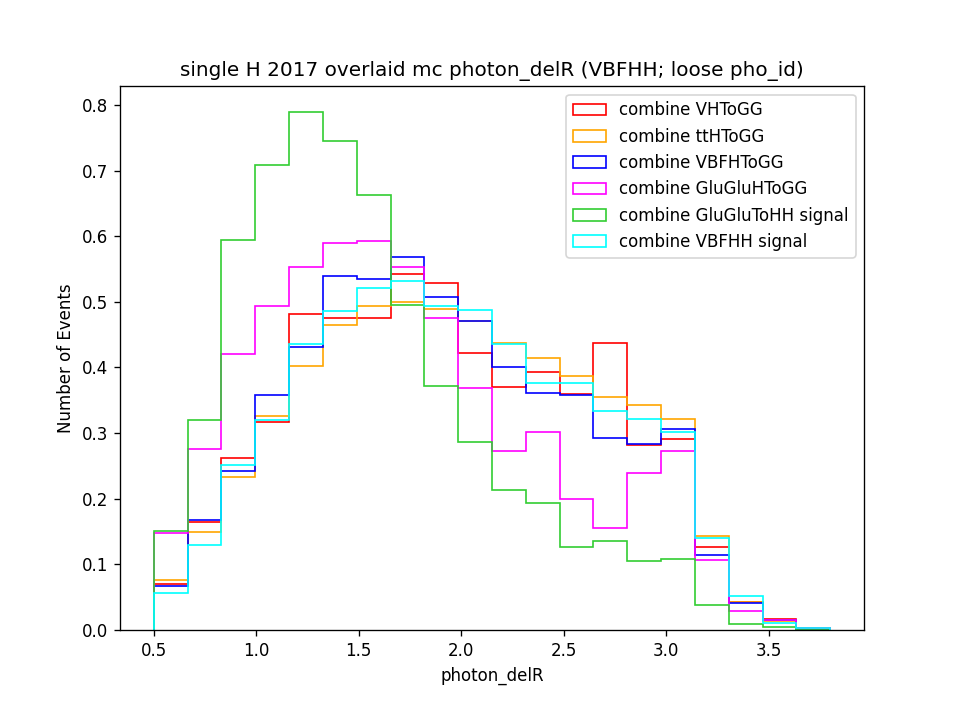 single H 2017 overlaid mc photon_delR (VBFHH; loose pho_id)
combine VHToGG
combine ttHToGG
combine VBFHToGG
combine GluGluHToGG
combine GluGluToHH signal
combine VBFHH signal
Number of Events
0.8
0.7
0.6
0.5
0.4
0.3
0.2
0.1
0.0
0.5 1.0 1.5 2.0 2.5 3.0 3.5
photon_delR